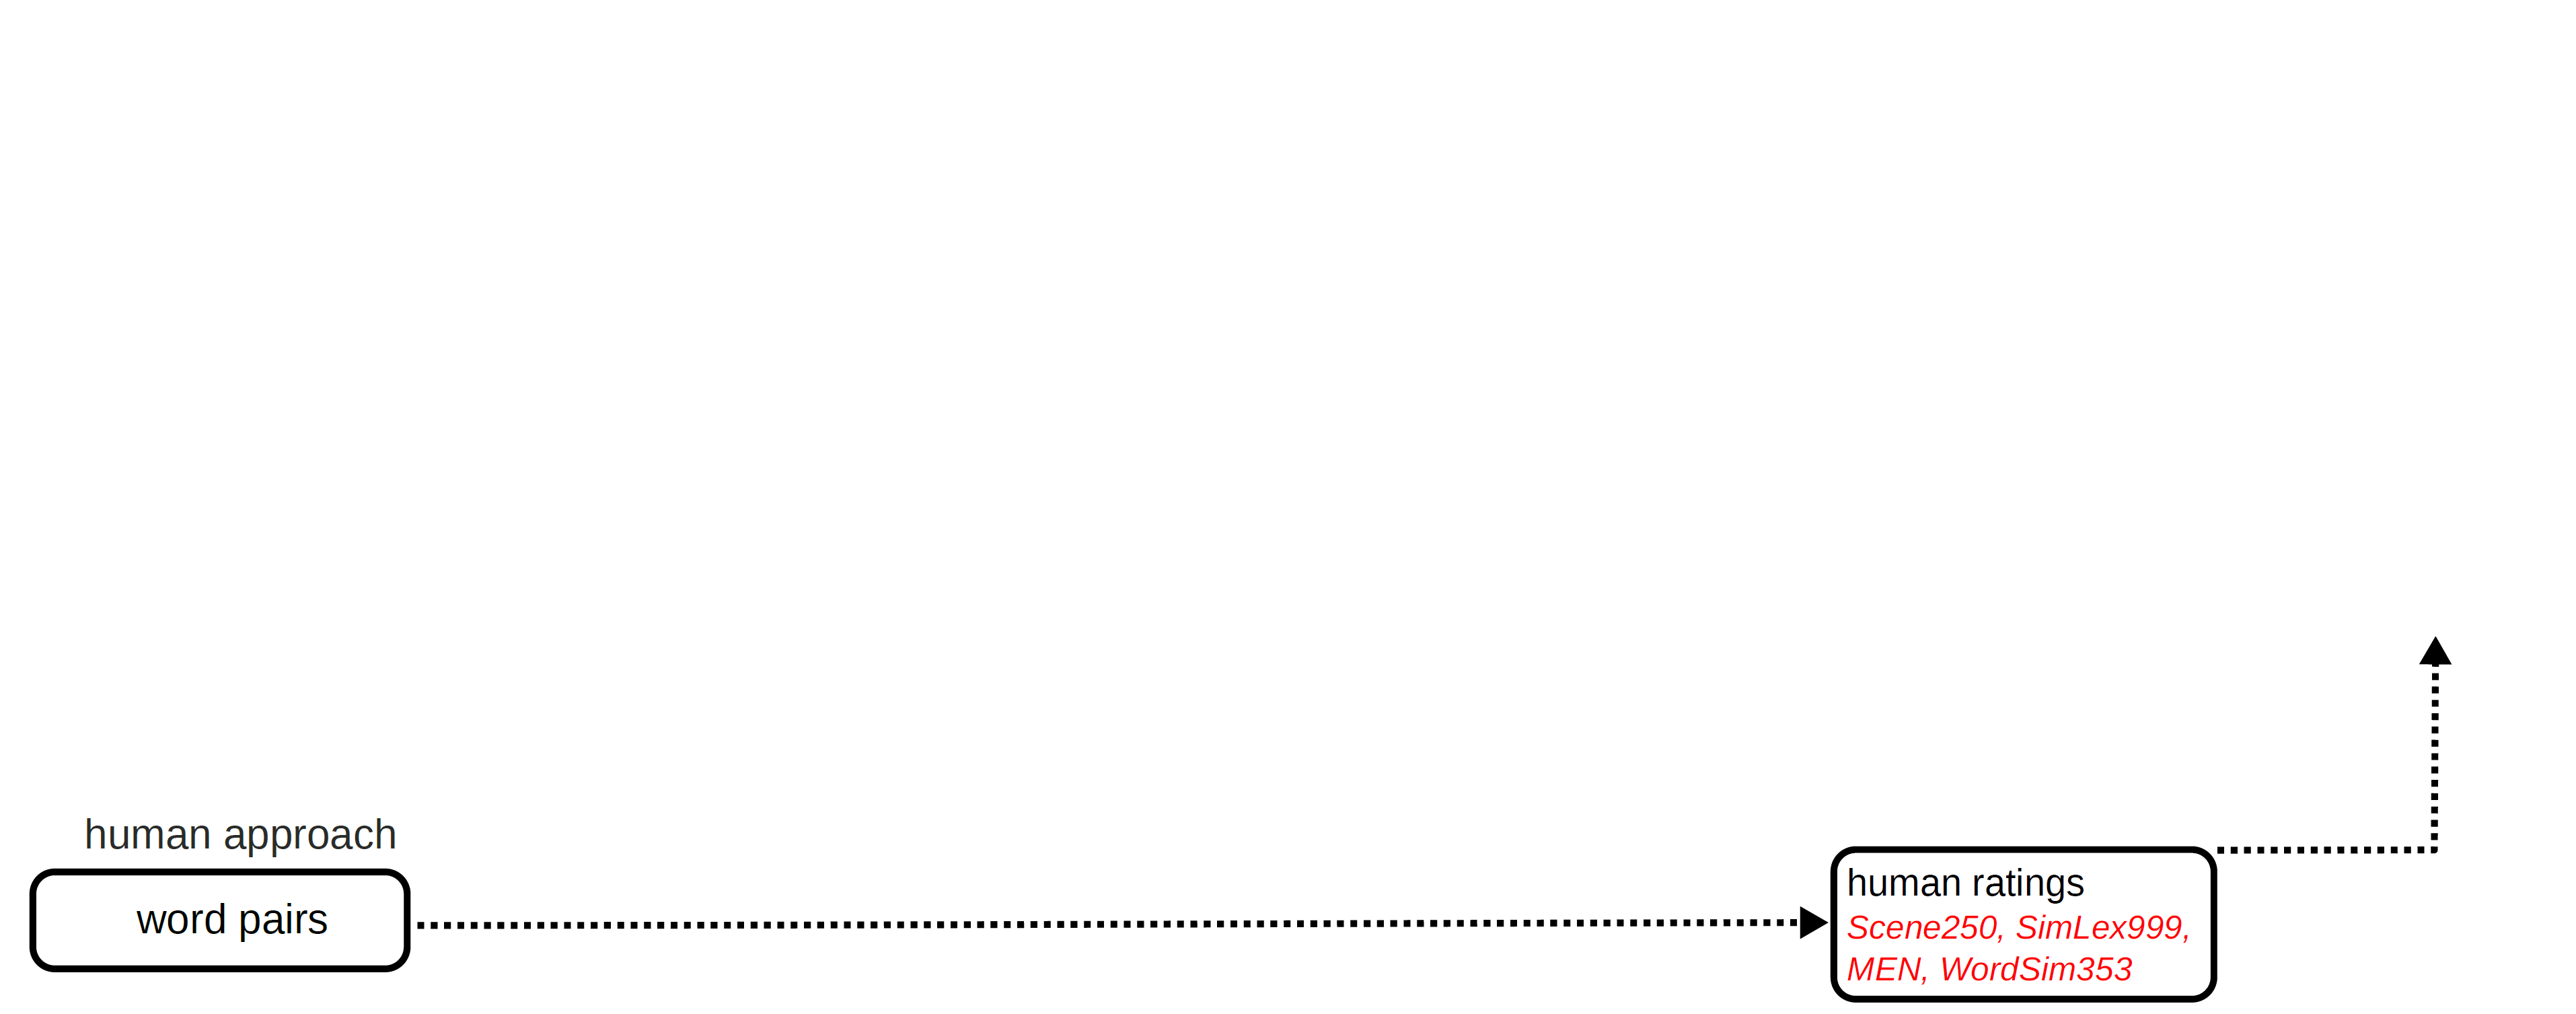 human approach
word pairs
human ratings
Scene250, SimLex999,
MEN, WordSim353